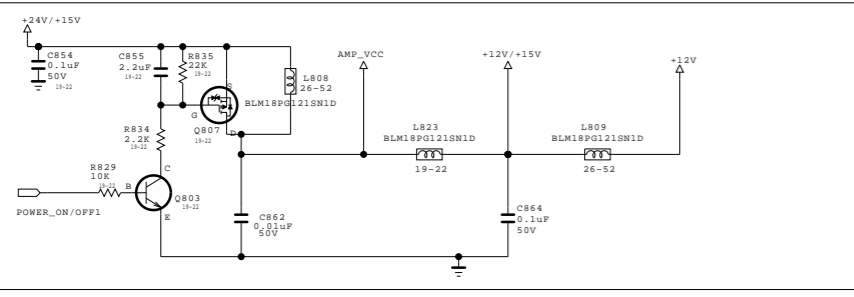 +24V/+15V
C854
0.1uF
50V
19-22
C855
2.2uF
19-22
R835
22K
19-22
S
G
D
Q807
19-22
L808
26-52
BLM18PG121SN1D
AMP_VCC
+12V/+15V
+12V
L823
BLM18PG121SN1D
19-22
L809
BLM18PG121SN1D
26-52
R834
2.2K
19-22
R829
10K
19-22
POWER_ON/OFF1
B
C
E
Q803
19-22
C862
0.01uF
50V
C864
0.1uF
50V